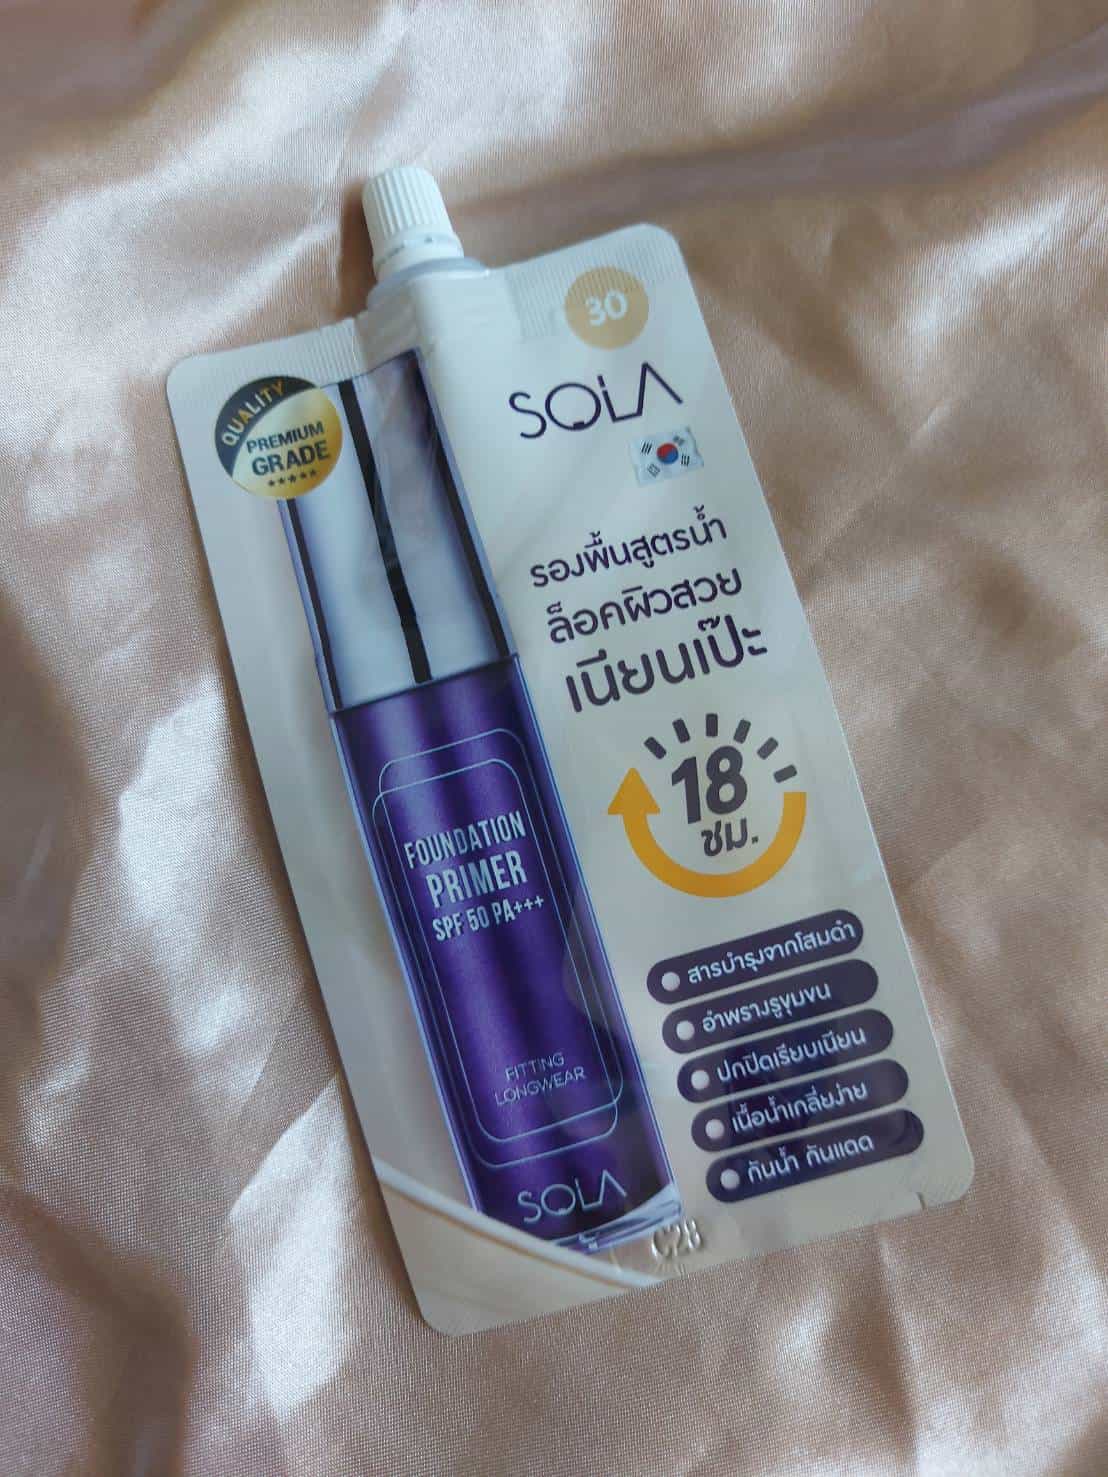 30
SOLA
QUALITY
PREMIUM
GRADE
รองพื้นสูตรน้ำ
ล็อคผิวสวย
เนียนเป๊ะ
18
ชม.
FOUNDATION
PRIMER
SPF 50 PA+++
FITTING
LONGWEAR
SOLA
สารบำรุงจากโสมดำ
อำพรางรูขุมขน
ปกปิดเรียบเนียน
เนื้อน้ำเกลี่ยง่าย
กันน้ำ กันแดด
C28